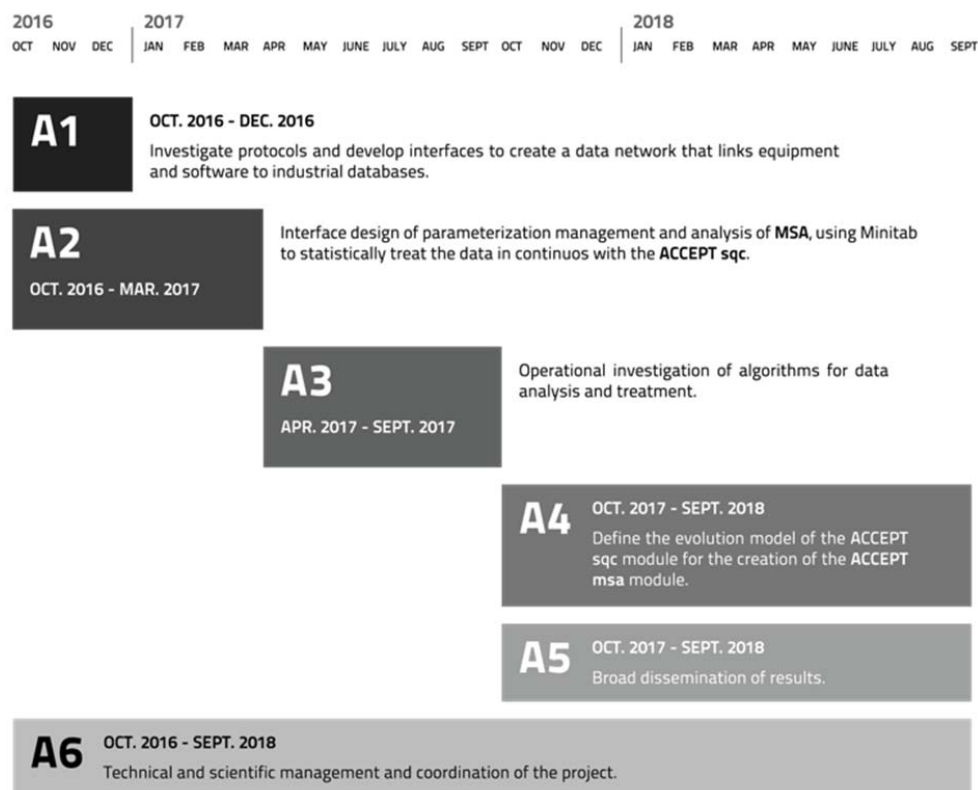 2016 2017 2018
OCT NOV DEC JAN FEB MAR APR MAY JUNE JULY AUG SEPT OCT NOV DEC JAN FEB MAR APR MAY JUNE JULY AUG SEPT
A1
OCT. 2016 - DEC. 2016
Investigate protocols and develop interfaces to create a data network that links equipment
and software to industrial databases.
A2
OCT. 2016 - MAR. 2017
Interface design of parameterization management and analysis of MSA, using Minitab
to statistically treat the data in continuos with the ACCEPT sqc.
A3
APR. 2017 - SEPT. 2017
Operational investigation of algorithms for data
analysis and treatment.
A4
OCT. 2017 - SEPT. 2018
Define the evolution model of the ACCEPT
sqc module for the creation of the ACCEPT
msa module.
A5
OCT. 2017 - SEPT. 2018
Broad dissemination of results.
A6
OCT. 2016 - SEPT. 2018
Technical and scientific management and coordination of the project.